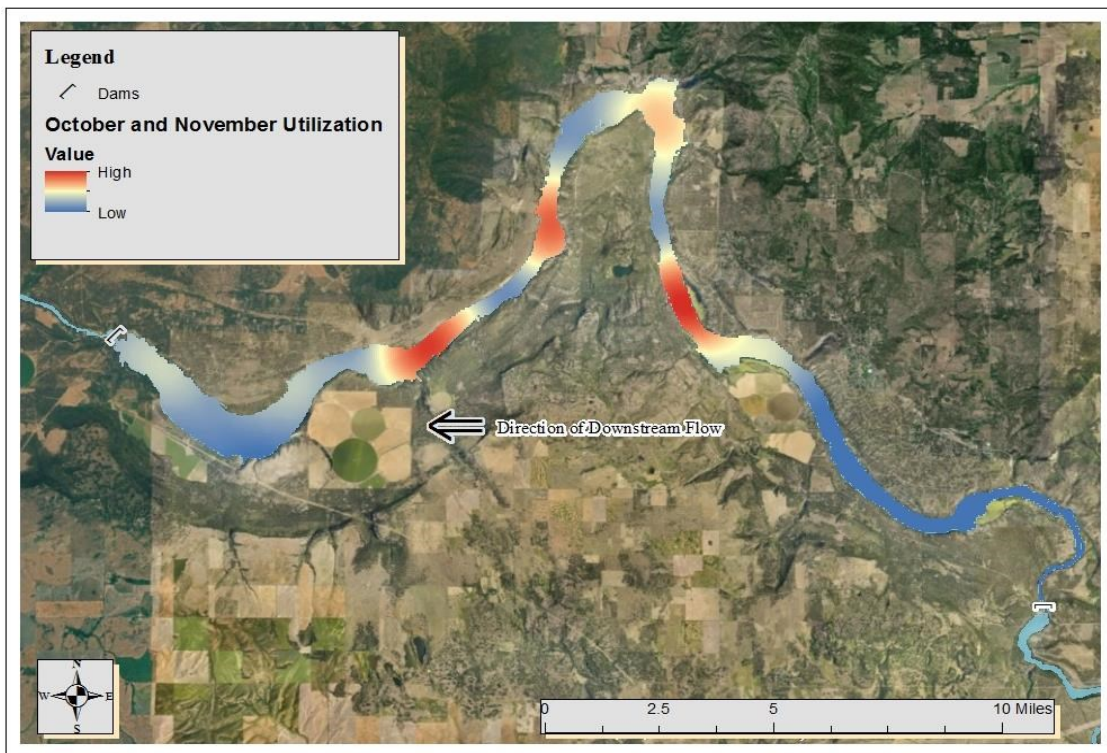 Legend
Dams
October and November Utilization
Value
High
Low
Direction of Downstream Flow
N
W E
S
0 2.5 5 10 Miles